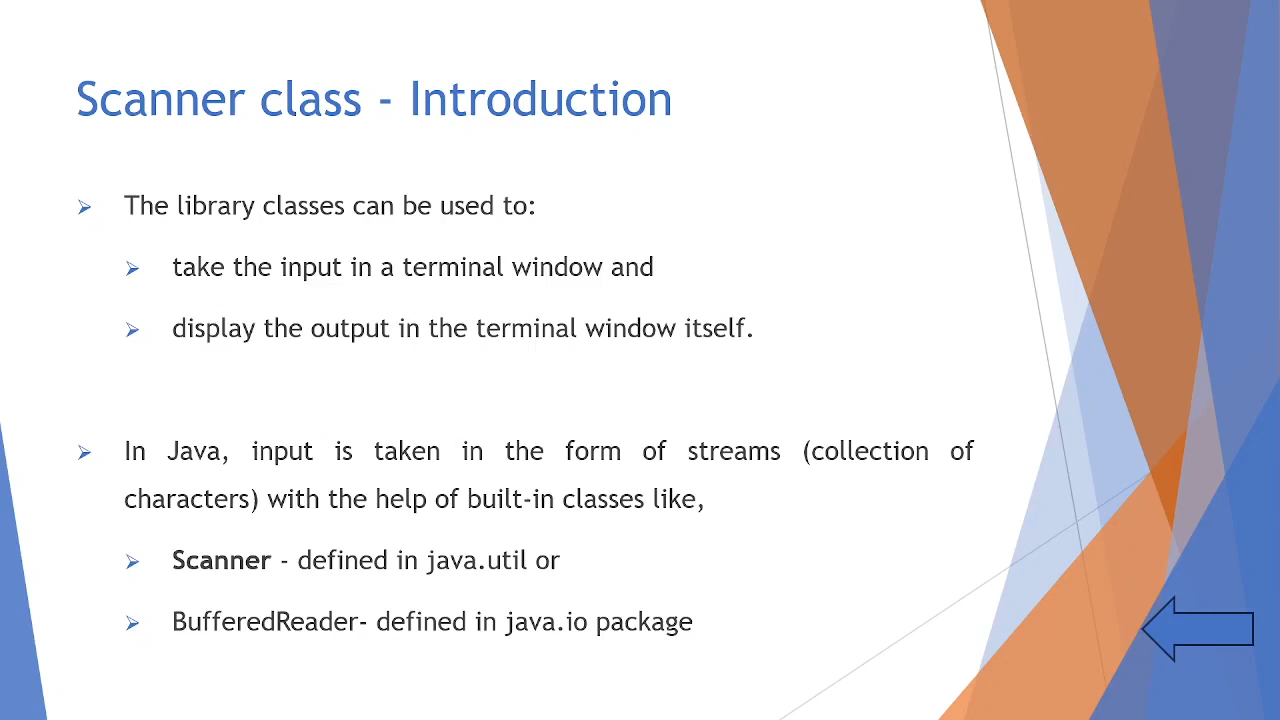 Scanner class - Introduction
The library classes can be used to:
take the input in a terminal window and
display the output in the terminal window itself.
In Java, input is taken in the form of streams (collection of
characters) with the help of built-in classes like,
Scanner - defined in java.util or
BufferedReader- defined in java.io package